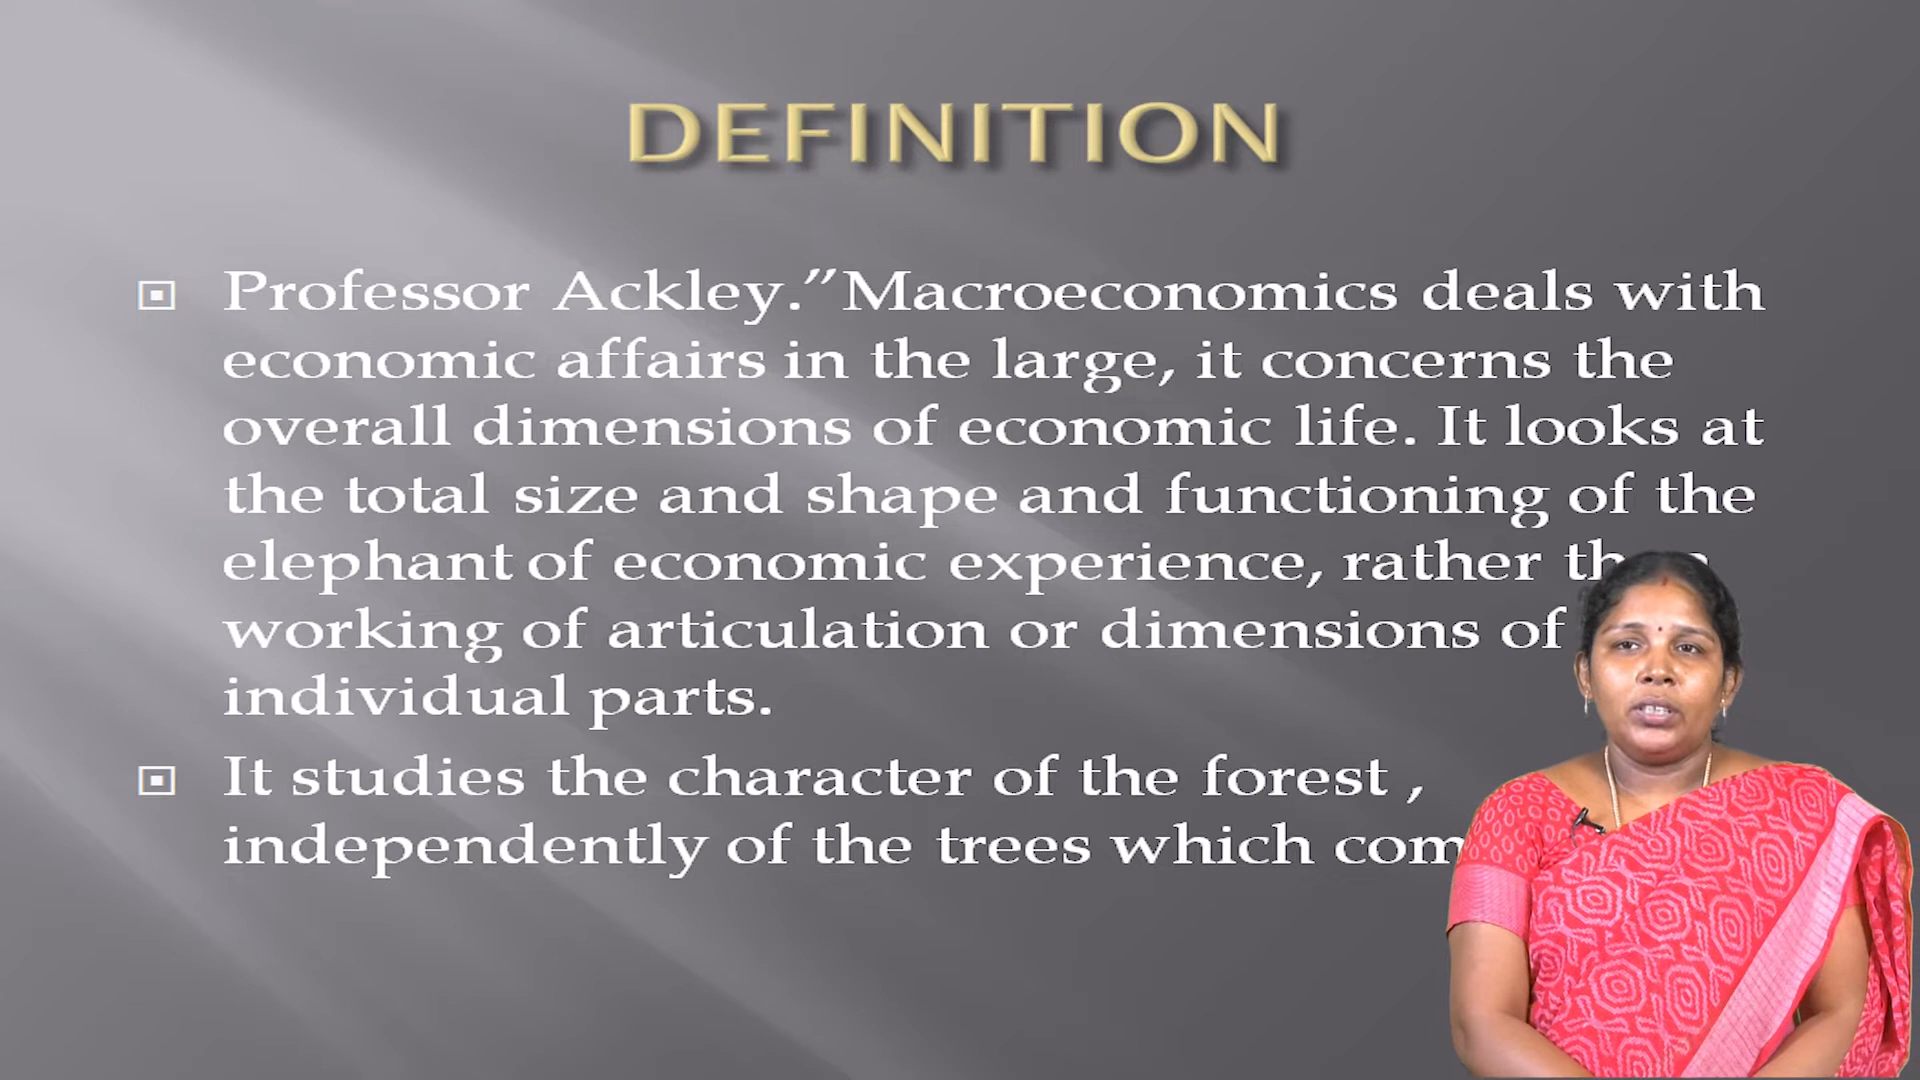 DEFINITION
Professor Ackley.”Macroeconomics deals with
economic affairs in the large, it concerns the
overall dimensions of economic life. It looks at
the total size and shape and functioning of the
elephant of economic experience, rather
working of articulation or dimensions of
individual parts.
It studies the character of the forest ,
independently of the trees which